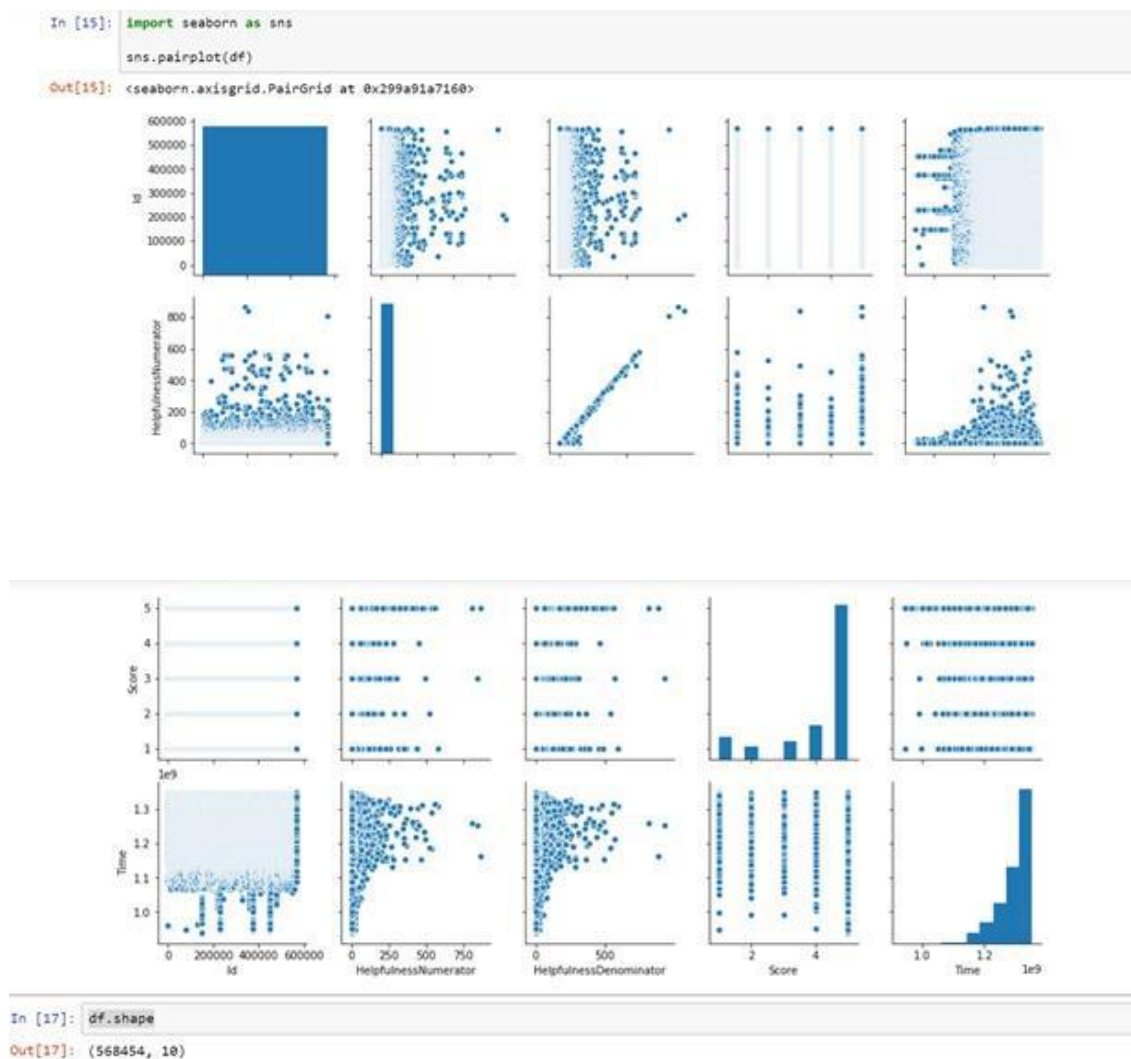 In [15]: import seaborn as sns
sns.pairplot(df)
Out[15]: <seaborn.axisgrid.PairGrid at 0x299a91a7160>
600000
500000
400000
300000
200000
100000
0
Id
800
600
400
200
0
HelpfulnessNumerator
5
4
3
2
1
Score
1e9
1.3
1.2
1.1
1.0
Time
0 200000 400000 600000 0 250 500 750 0 500 2 4 1.0 1.2 1e9
Id HelpfulnessNumerator HelpfulnessDenominator Score Time
In [17]: df.shape
Out[17]: (568454, 10)